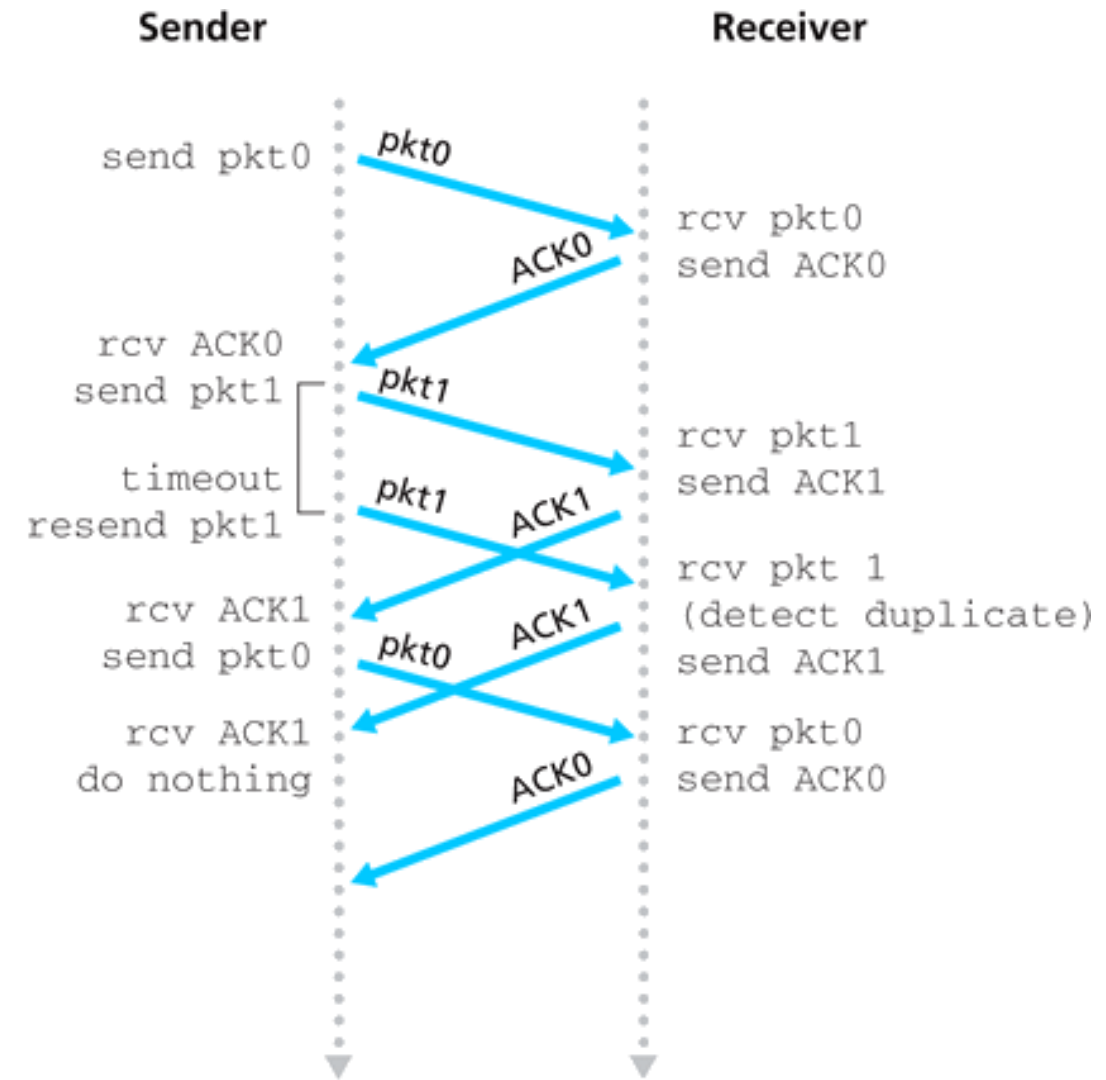 Sender
Receiver
send pkt0
pkt0
rcv pkt0
send ACK0
ACK0
rcv ACK0
send pkt1
pkt1
rcv pkt1
send ACK1
timeout
resend pkt1
pkt1
ACK1
rcv pkt 1
(detect duplicate)
send ACK1
rcv ACK1
send pkt0
pkt0
ACK1
rcv ACK1
do nothing
rcv pkt0
send ACK0
ACK0